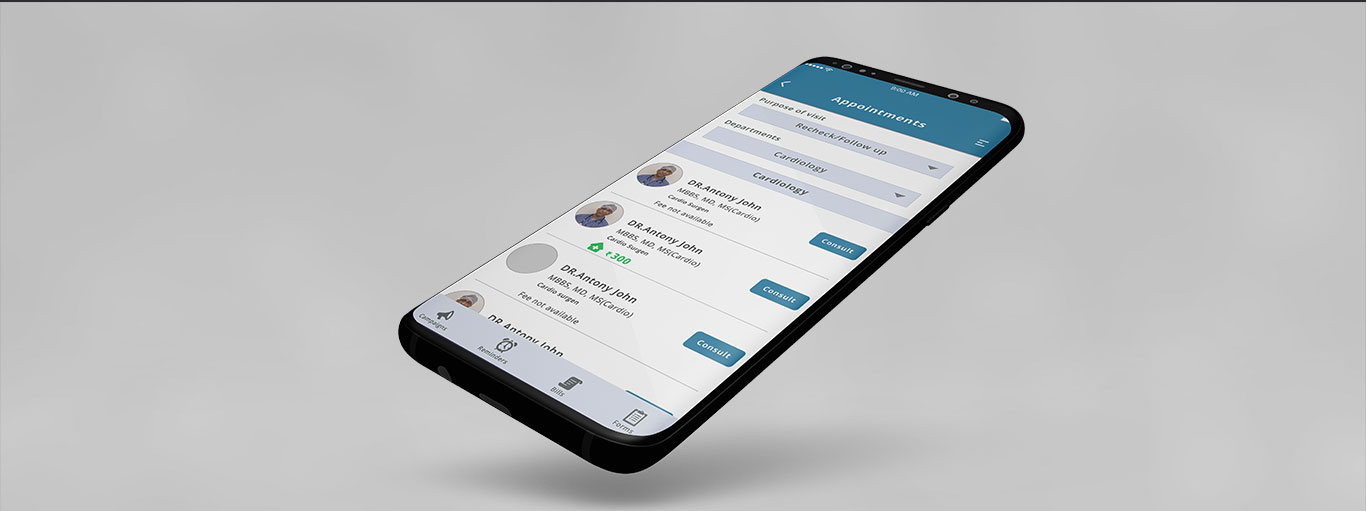 8:00 AM
Appointments
Purpose of visit
Recheck/Follow up
Departments
Cardiology
Cardiology
DR.Antony John
MBBS, MD, MS(Cardio)
Cardio Surgen
Fee not available
Consult
DR.Antony John
MBBS, MD, MS(Cardio)
Cardio Surgen
₹300
Consult
DR.Antony John
MBBS, MD, MS(Cardio)
Cardio Surgen
Fee not available
Consult
DR.Antony John
Campaigns
Reminders
Bills
Forms